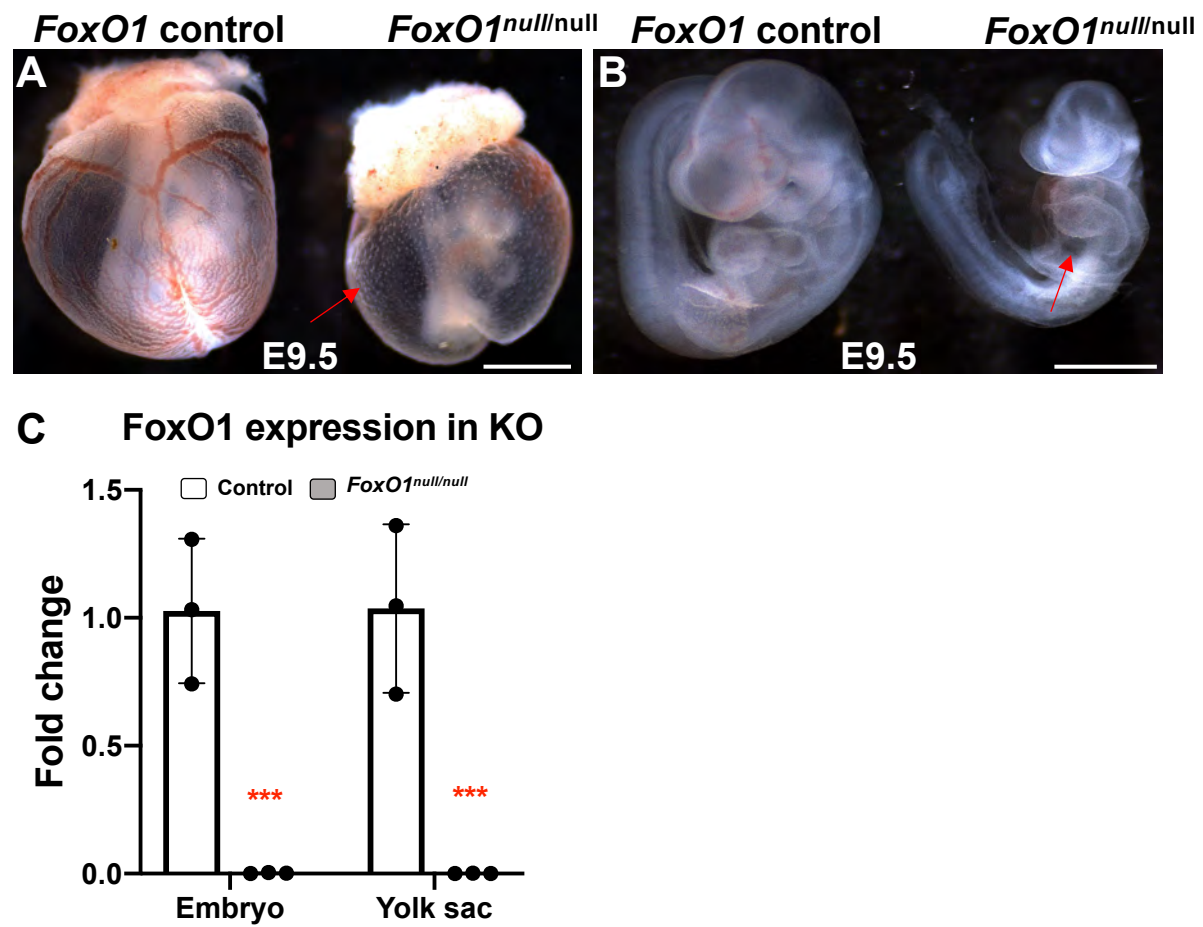 FoxO1 control FoxO1null/null FoxO1 control FoxO1null/null
A B
E9.5 E9.5
C FoxO1 expression in KO
Control FoxO1null/null
1.5
1.0
0.5
0.0
Fold change
*** ***
Embryo Yolk sac